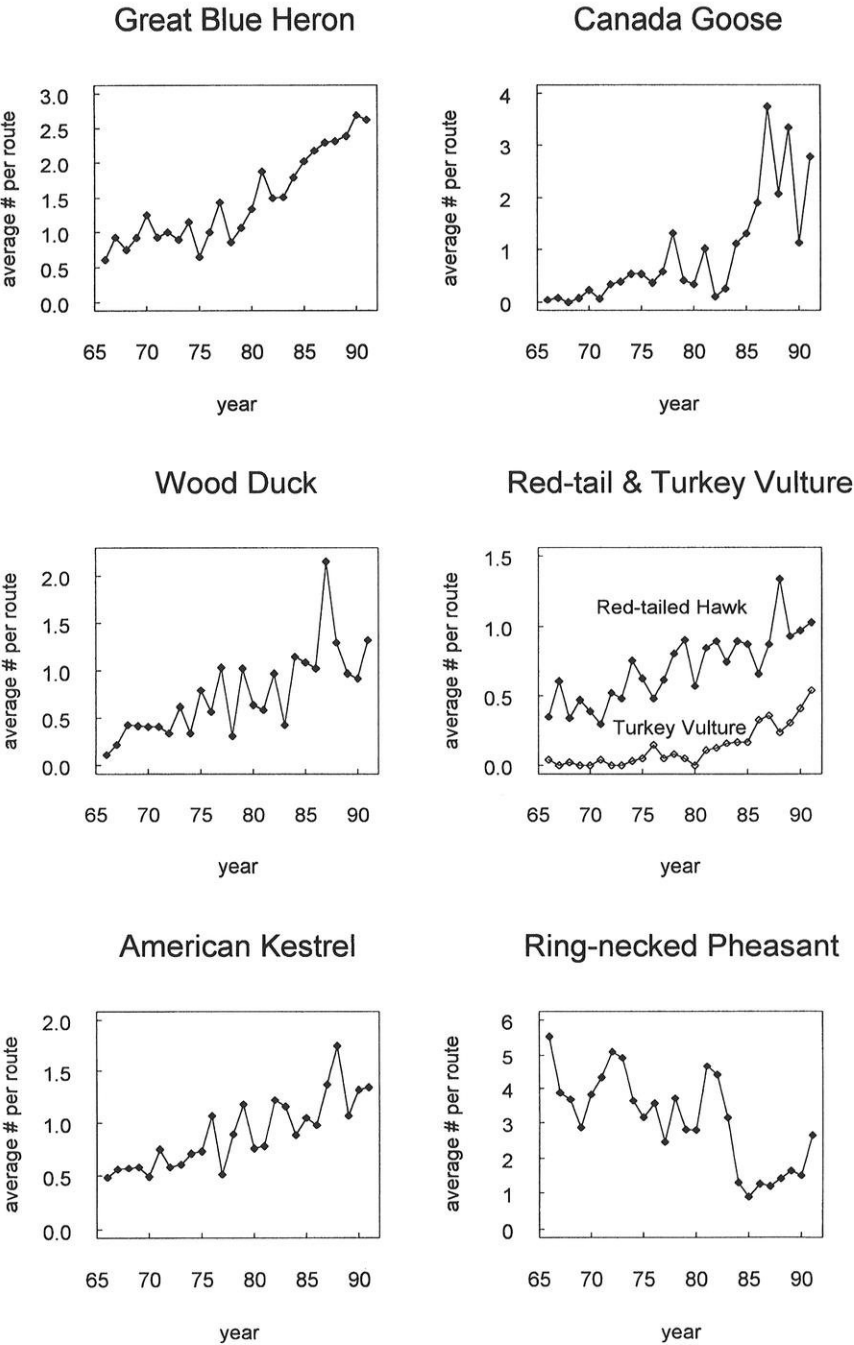 Great Blue Heron
average # per route
3.0
2.5
2.0
1.5
1.0
0.5
0.0
65 70 75 80 85 90
year
Canada Goose
average # per route
4
3
2
1
0
65 70 75 80 85 90
year
Wood Duck
average # per route
2.0
1.5
1.0
0.5
0.0
65 70 75 80 85 90
year
Red-tail & Turkey Vulture
average # per route
1.5
1.0
0.5
0.0
Red-tailed Hawk
Turkey Vulture
65 70 75 80 85 90
year
American Kestrel
average # per route
2.0
1.5
1.0
0.5
0.0
65 70 75 80 85 90
year
Ring-necked Pheasant
average # per route
6
5
4
3
2
1
0
65 70 75 80 85 90
year